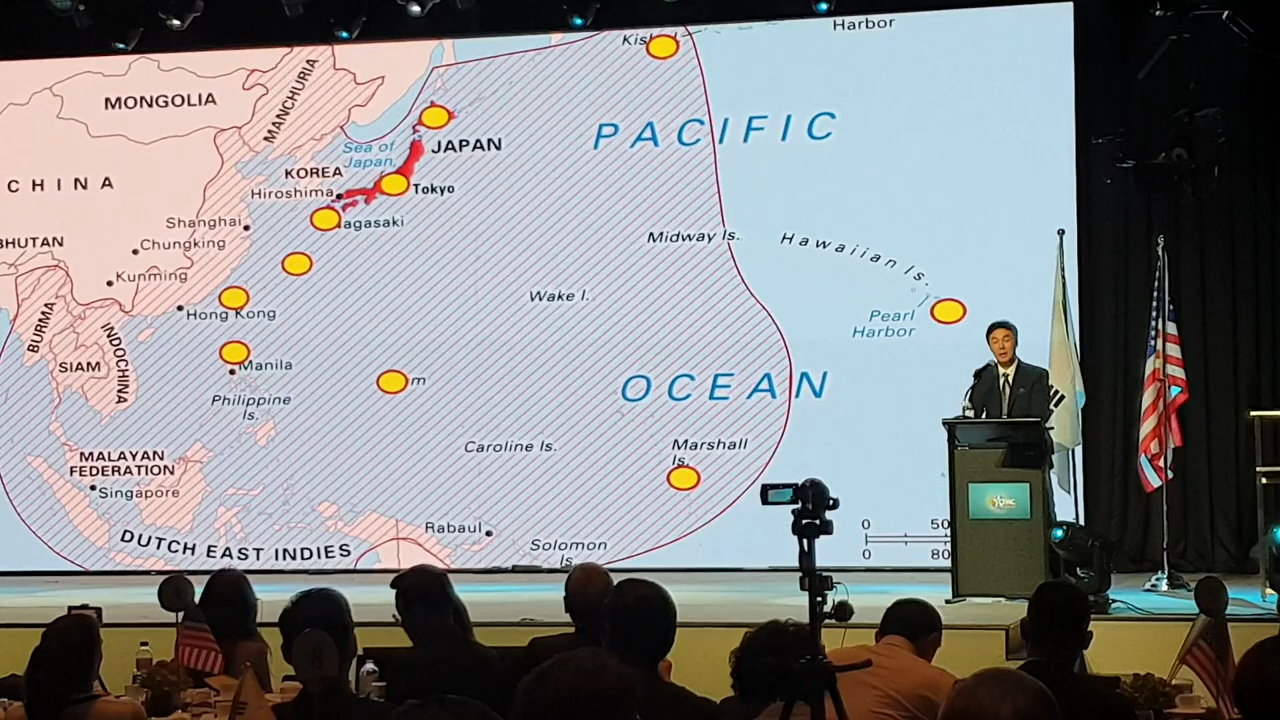 Harbor
MONGOLIA
MANCHURIA
PACIFIC
Sea of
Japan
JAPAN
CHINA
KOREA
Hiroshima
Tokyo
Shanghai
agasaki
BHUTAN
Chungking
Midway Is.
Hawaiian Is.
Kunming
Wake I.
Hong Kong
Pearl
Harbor
BURMA
INDOCHINA
SIAM
Manila
m
OCEAN
Philippine
Is.
Caroline Is.
Marshall
Is.
MALAYAN
FEDERATION
Singapore
Rabaul
DUTCH EAST INDIES
Solomon
Is.
0 50
0 80